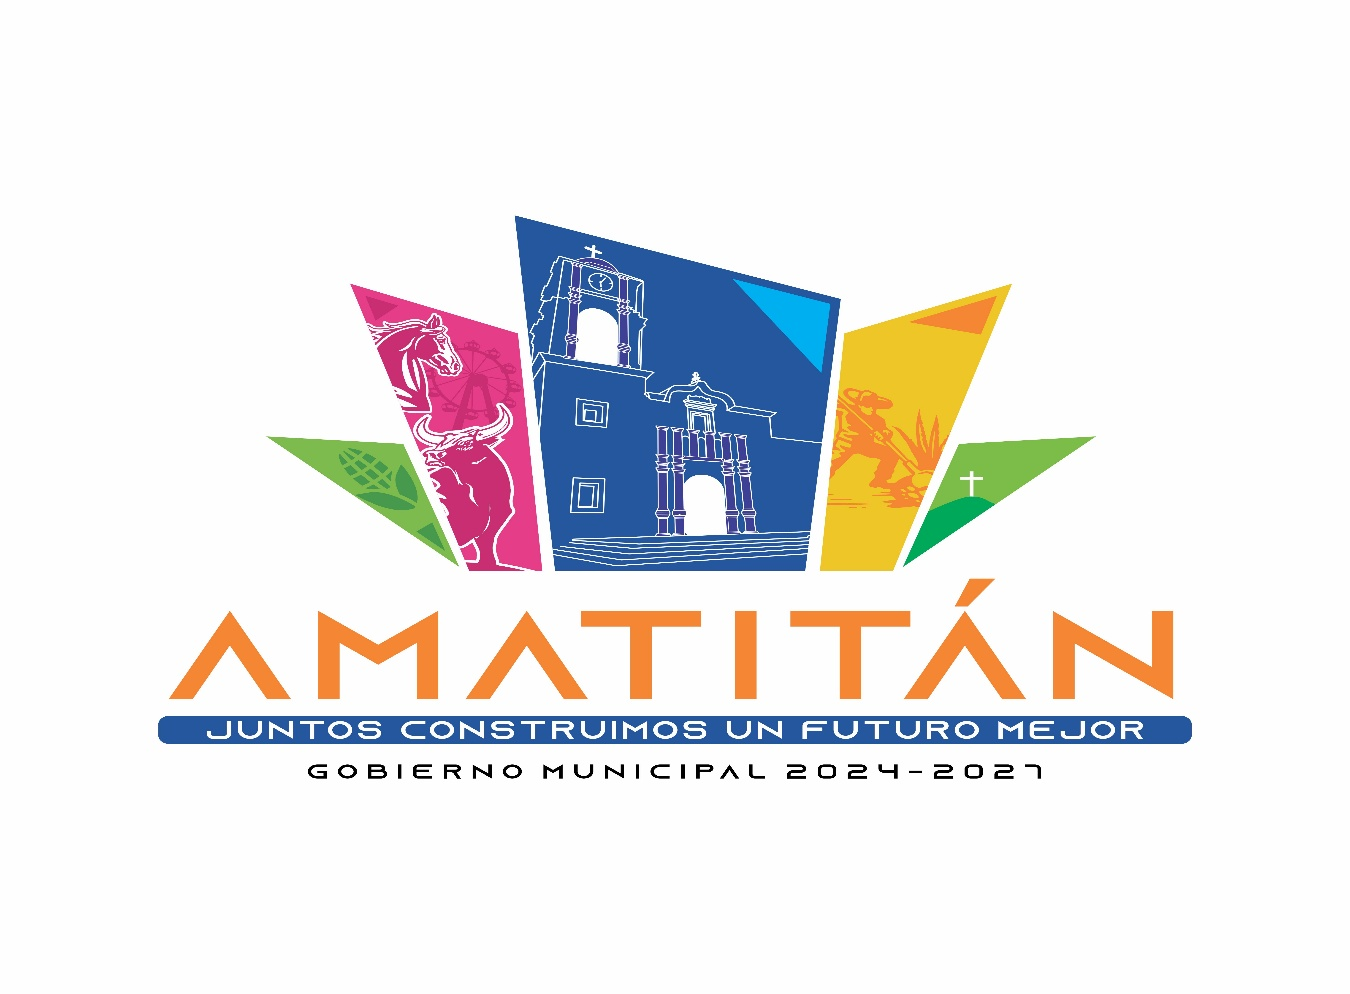 AMATITÁN
JUNTOS CONSTRUIMOS UN FUTURO MEJOR
GOBIERNO MUNICIPAL 2024-2027